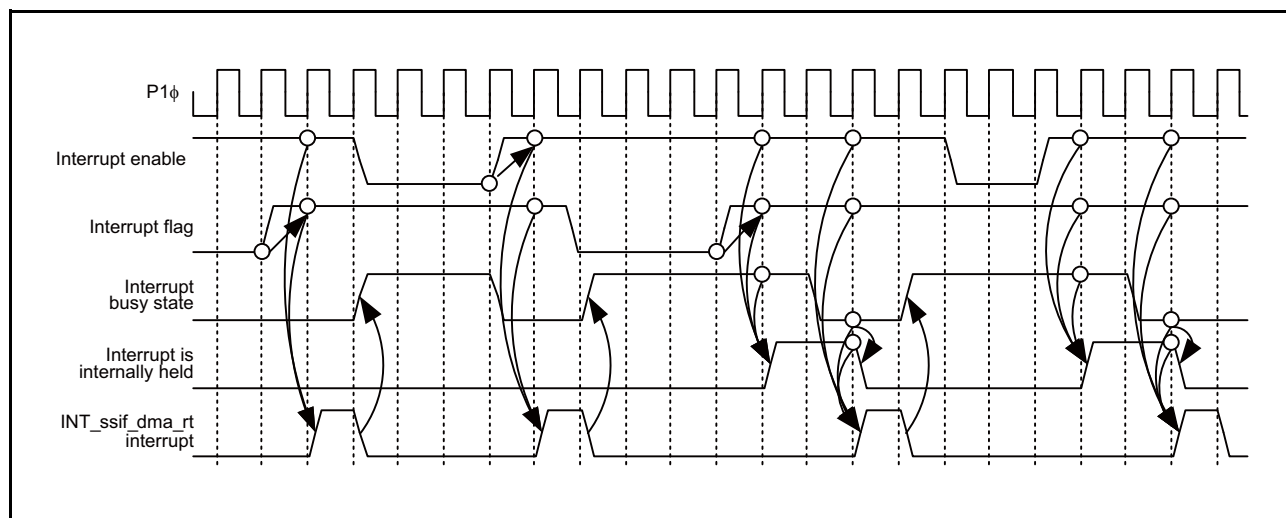 P1ϕ
Interrupt enable
Interrupt flag
Interrupt
busy state
Interrupt is
internally held
INT_ssif_dma_rt
interrupt